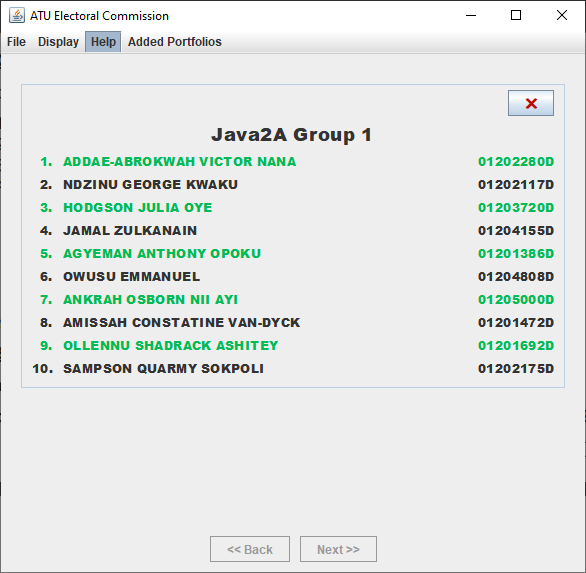 ATU Electoral Commission
File Display Help Added Portfolios
Java2A Group 1
1. ADDAE-ABROKWAH VICTOR NANA 01202280D
2. NDZINU GEORGE KWAKU 01202117D
3. HODGSON JULIA OYE 01203720D
4. JAMAL ZULKANAIN 01204155D
5. AGYEMAN ANTHONY OPOKU 01201386D
6. OWUSU EMMANUEL 01204808D
7. ANKRAH OSBORN NII AYI 01205000D
8. AMISSAH CONSTATINE VAN-DYCK 01201472D
9. OLLENNU SHADRACK ASHITEY 01201692D
10. SAMPSON QUARMY SOKPOLI 01202175D
<< Back Next >>